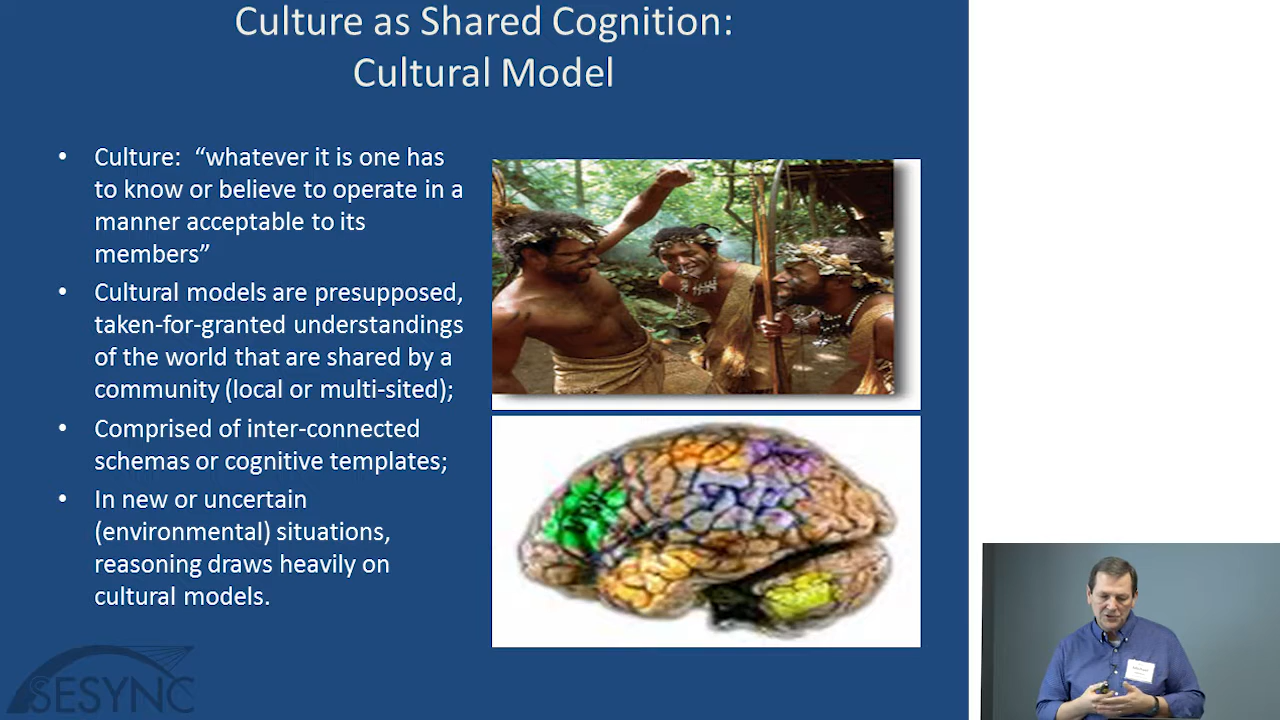 Culture as Shared Cognition:
Cultural Model
• Culture: “whatever it is one has
to know or believe to operate in a
manner acceptable to its
members”
• Cultural models are presupposed,
taken-for-granted understandings
of the world that are shared by a
community (local or multi-sited);
• Comprised of inter-connected
schemas or cognitive templates;
• In new or uncertain
(environmental) situations,
reasoning draws heavily on
cultural models.
SESYNC